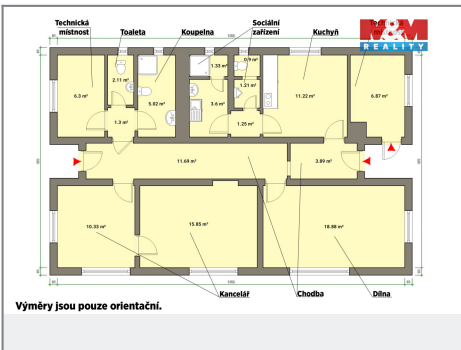 Technická
místnost
Toaleta
Koupelna
Sociální
zařízení
Kuchyň
M&M
REALITY
6.3 m²
2.11 m²
5.02 m²
1.33 m²
0.9 m²
1.21 m²
3.6 m²
11.22 m²
6.87 m²
1.3 m²
1.25 m²
11.69 m²
3.89 m²
10.33 m²
15.85 m²
18.88 m²
Kancelář
Chodba
Dílna
Výměry jsou pouze orientační.